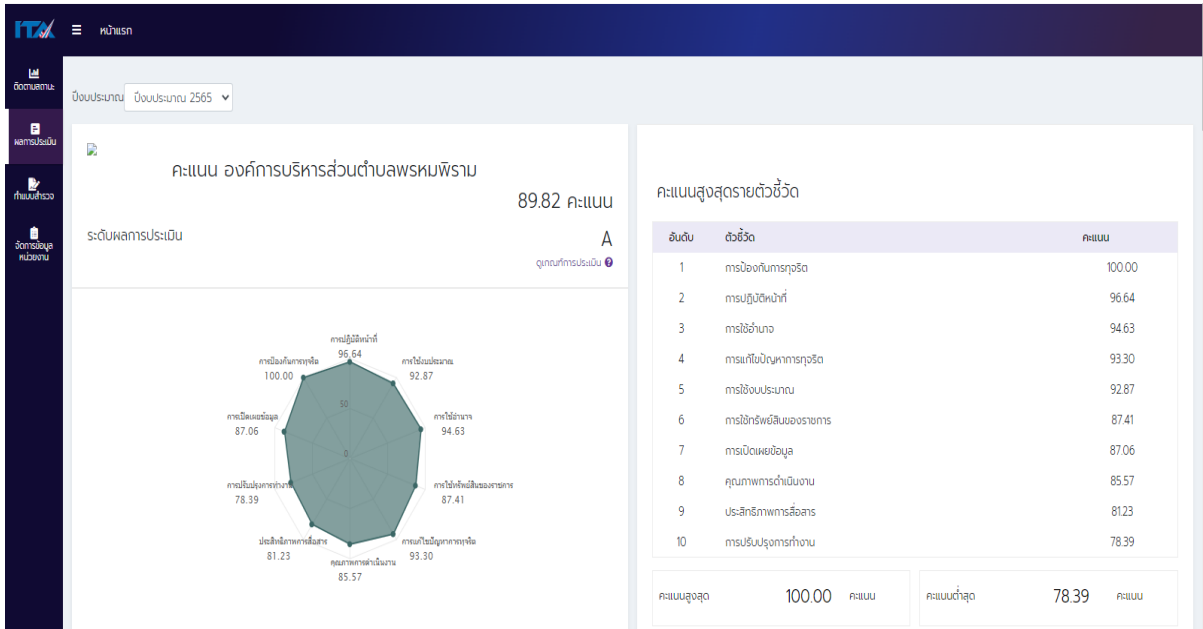 ITA ☰ หน้าแรก
ติดตามสถานะ
ผลการประเมิน
ทำแบบสำรวจ
จัดการข้อมูล
หน่วยงาน
ปีงบประมาณ ปีงบประมาณ 2565
คะแนน องค์การบริหารส่วนตำบลพรหมพิราม
89.82 คะแนน
ระดับผลการประเมิน A
ดูเกณฑ์การประเมิน
การปฏิบัติหน้าที่
96.64
การใช้งบประมาณ
92.87
การใช้อำนาจ
94.63
การใช้ทรัพย์สินของราชการ
87.41
การแก้ไขปัญหาการทุจริต
93.30
คุณภาพการดำเนินงาน
85.57
ประสิทธิภาพการสื่อสาร
81.23
การปรับปรุงการทำงาน
78.39
การเปิดเผยข้อมูล
87.06
การป้องกันการทุจริต
100.00
50
0
คะแนนสูงสุดรายตัวชี้วัด
อันดับ ตัวชี้วัด คะแนน
1 การป้องกันการทุจริต 100.00
2 การปฏิบัติหน้าที่ 96.64
3 การใช้อำนาจ 94.63
4 การแก้ไขปัญหาการทุจริต 93.30
5 การใช้งบประมาณ 92.87
6 การใช้ทรัพย์สินของราชการ 87.41
7 การเปิดเผยข้อมูล 87.06
8 คุณภาพการดำเนินงาน 85.57
9 ประสิทธิภาพการสื่อสาร 81.23
10 การปรับปรุงการทำงาน 78.39
คะแนนสูงสุด 100.00 คะแนน
คะแนนต่ำสุด 78.39 คะแนน